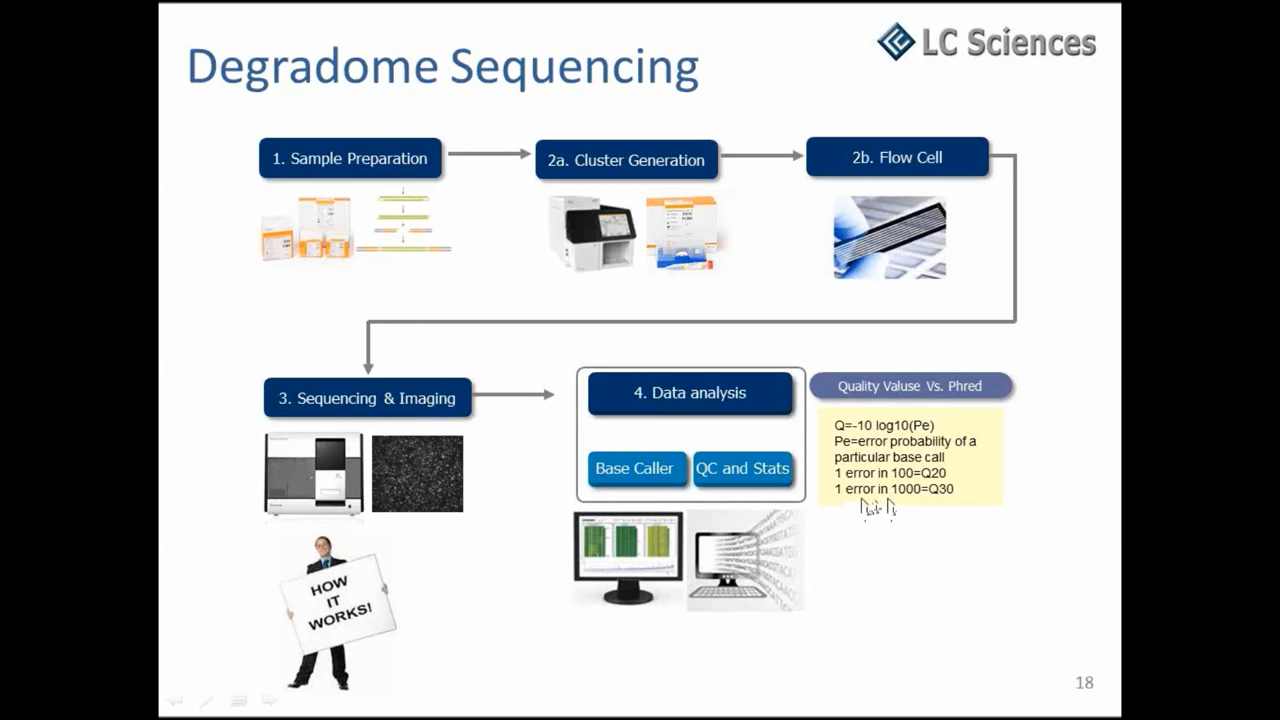 Degradome Sequencing
LC Sciences
1. Sample Preparation
2a. Cluster Generation
2b. Flow Cell
3. Sequencing & Imaging
4. Data analysis
Base Caller
QC and Stats
Quality Valuse Vs. Phred
Q=-10 log10(Pe)
Pe=error probability of a
particular base call
1 error in 100=Q20
1 error in 1000=Q30
HOW
IT
WORKS!
18